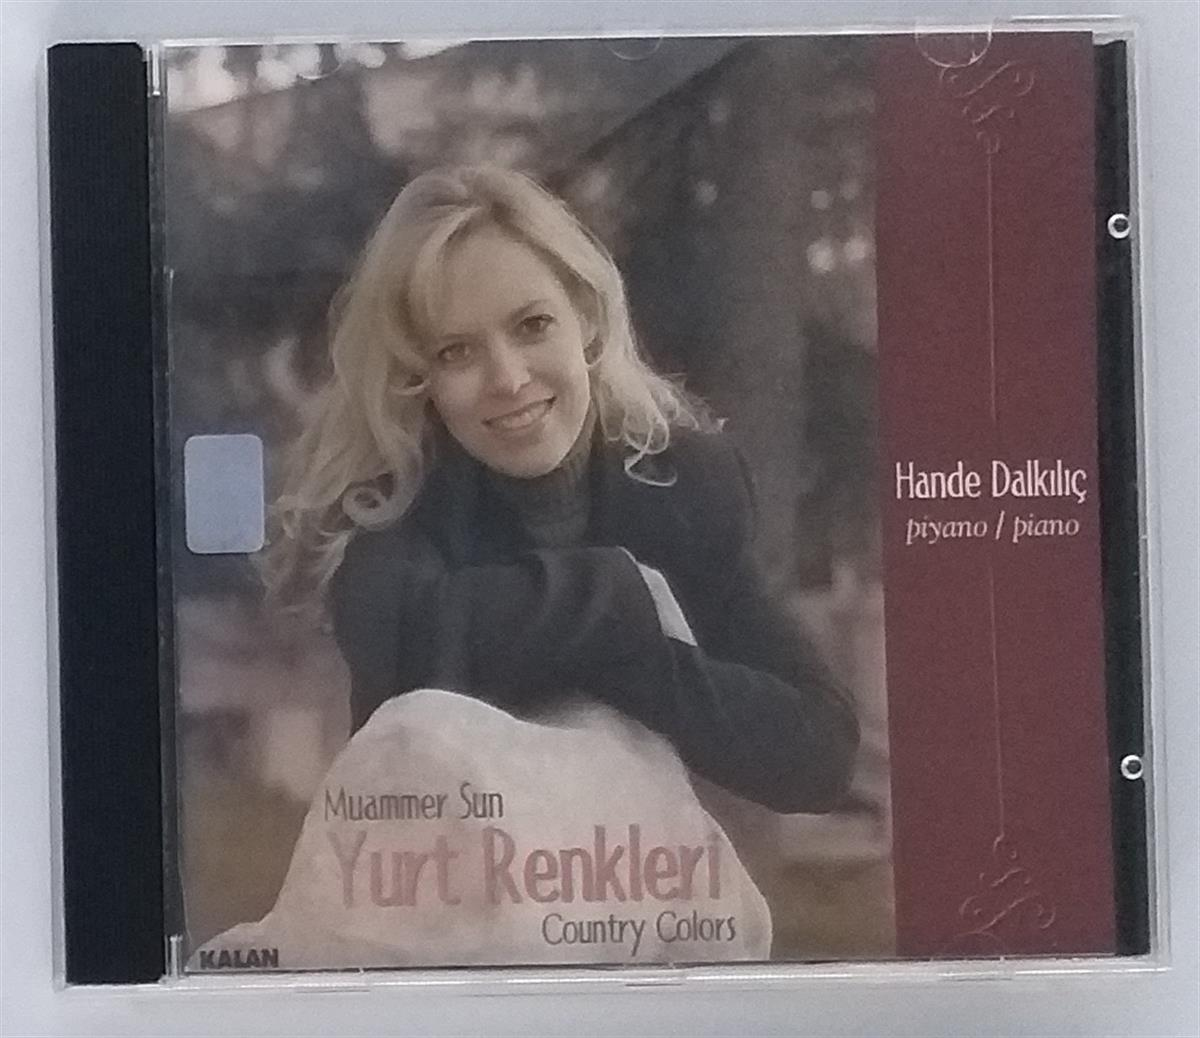 Hande Dalkılıç
piyano / piano
Muammer Sun
Yurt Renkleri
Country Colors
KALAN